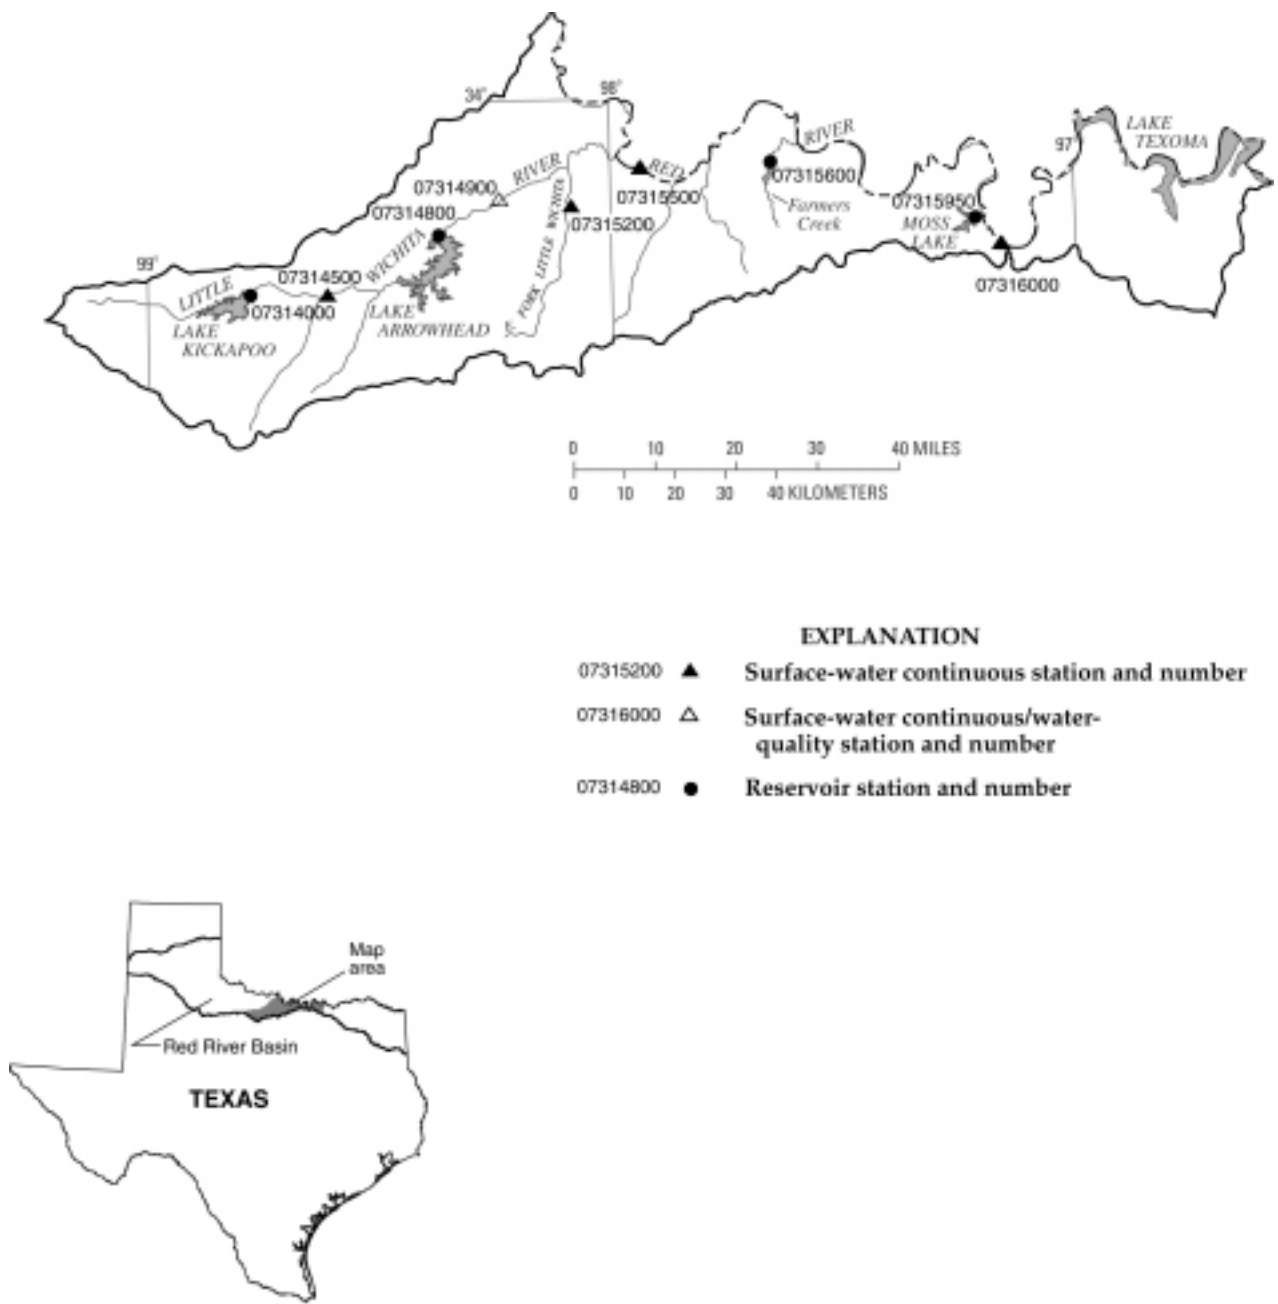 34°
98°
RIVER
LAKE
TEXOMA
97°
RIVER
RED
07314900
07315500
07315600
07315950
07314800
FORK LITTLE WICHITA
07315200
Farmers
Creek
MOSS
LAKE
99°
07314500
WICHITA
07316000
LITTLE
07314000
LAKE
ARROWHEAD
LAKE
KICKAPOO
0 10 20 30 40 MILES
0 10 20 30 40 KILOMETERS
EXPLANATION
07315200 Surface-water continuous station and number
07316000 Surface-water continuous/water-
quality station and number
07314800 Reservoir station and number
Map
area
Red River Basin
TEXAS